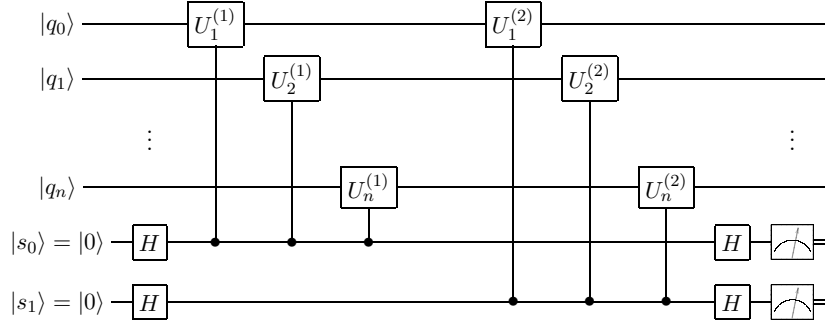 |q₀⟩ U₁⁽¹⁾ U₁⁽²⁾
|q₁⟩ U₂⁽¹⁾ U₂⁽²⁾
⋮ ⋮
|qₙ⟩ Uₙ⁽¹⁾ Uₙ⁽²⁾
|s₀⟩ = |0⟩ H H
|s₁⟩ = |0⟩ H H